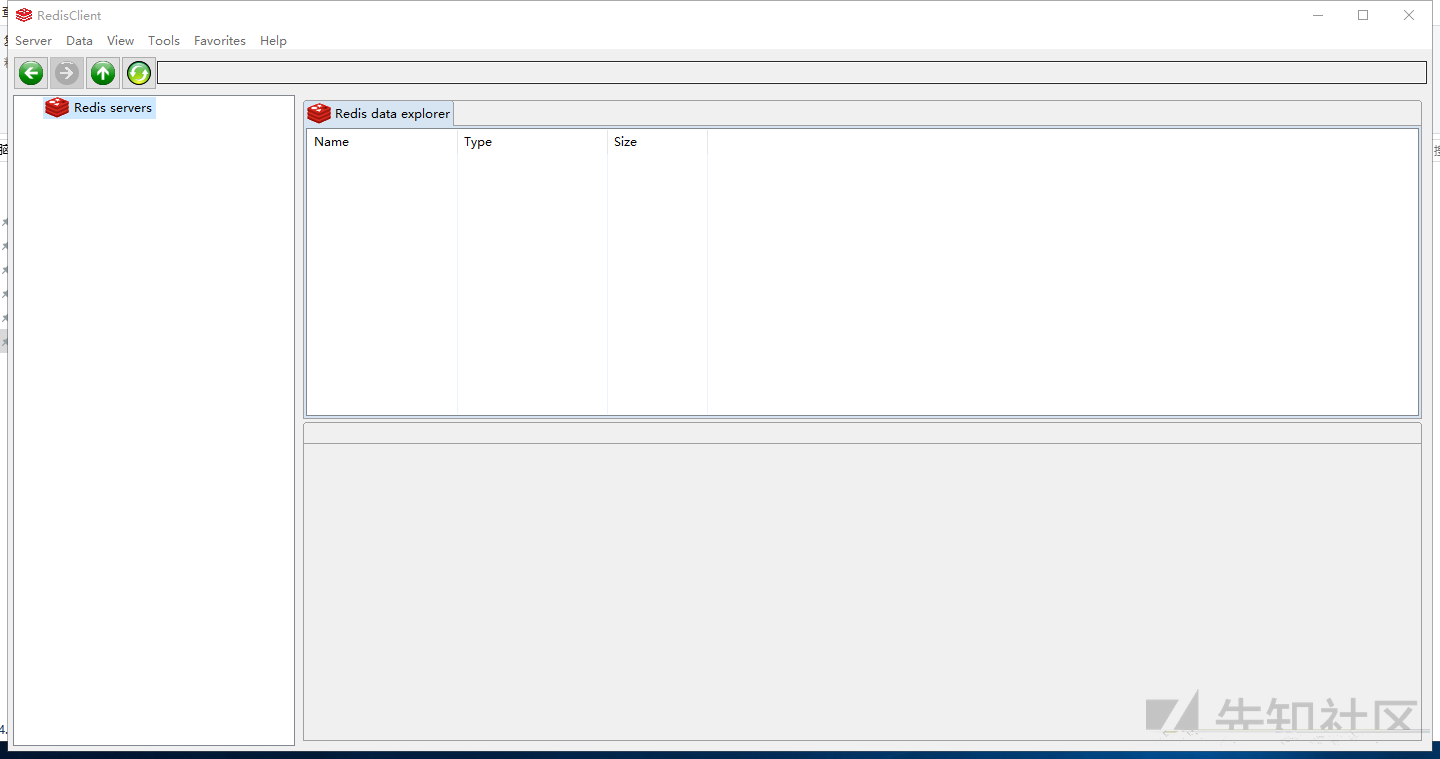 RedisClient
Server Data View Tools Favorites Help
Redis servers
Redis data explorer
Name Type Size
先知社区